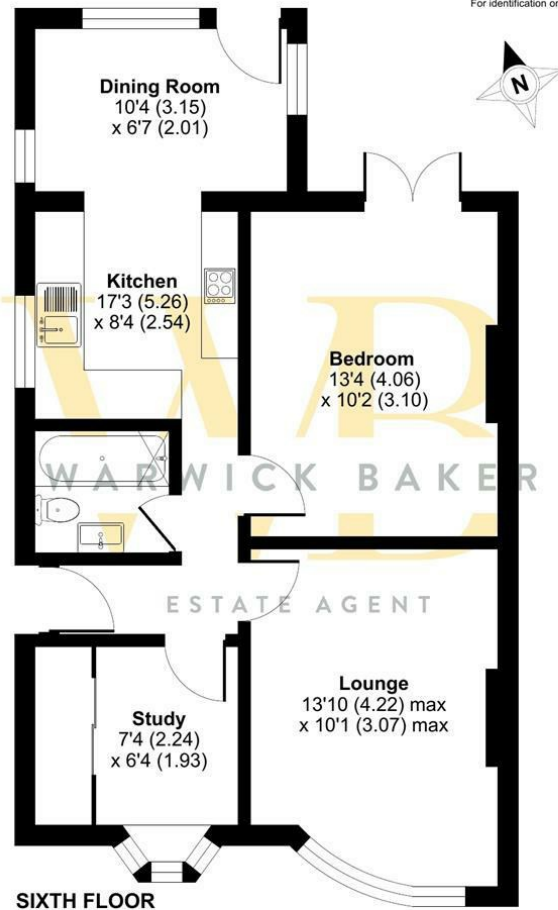 For identification on
N
Dining Room
10'4 (3.15)
x 6'7 (2.01)
Kitchen
17'3 (5.26)
x 8'4 (2.54)
Bedroom
13'4 (4.06)
x 10'2 (3.10)
WB
WARWICK BAKER
ESTATE AGENT
Lounge
13'10 (4.22) max
x 10'1 (3.07) max
Study
7'4 (2.24)
x 6'4 (1.93)
SIXTH FLOOR